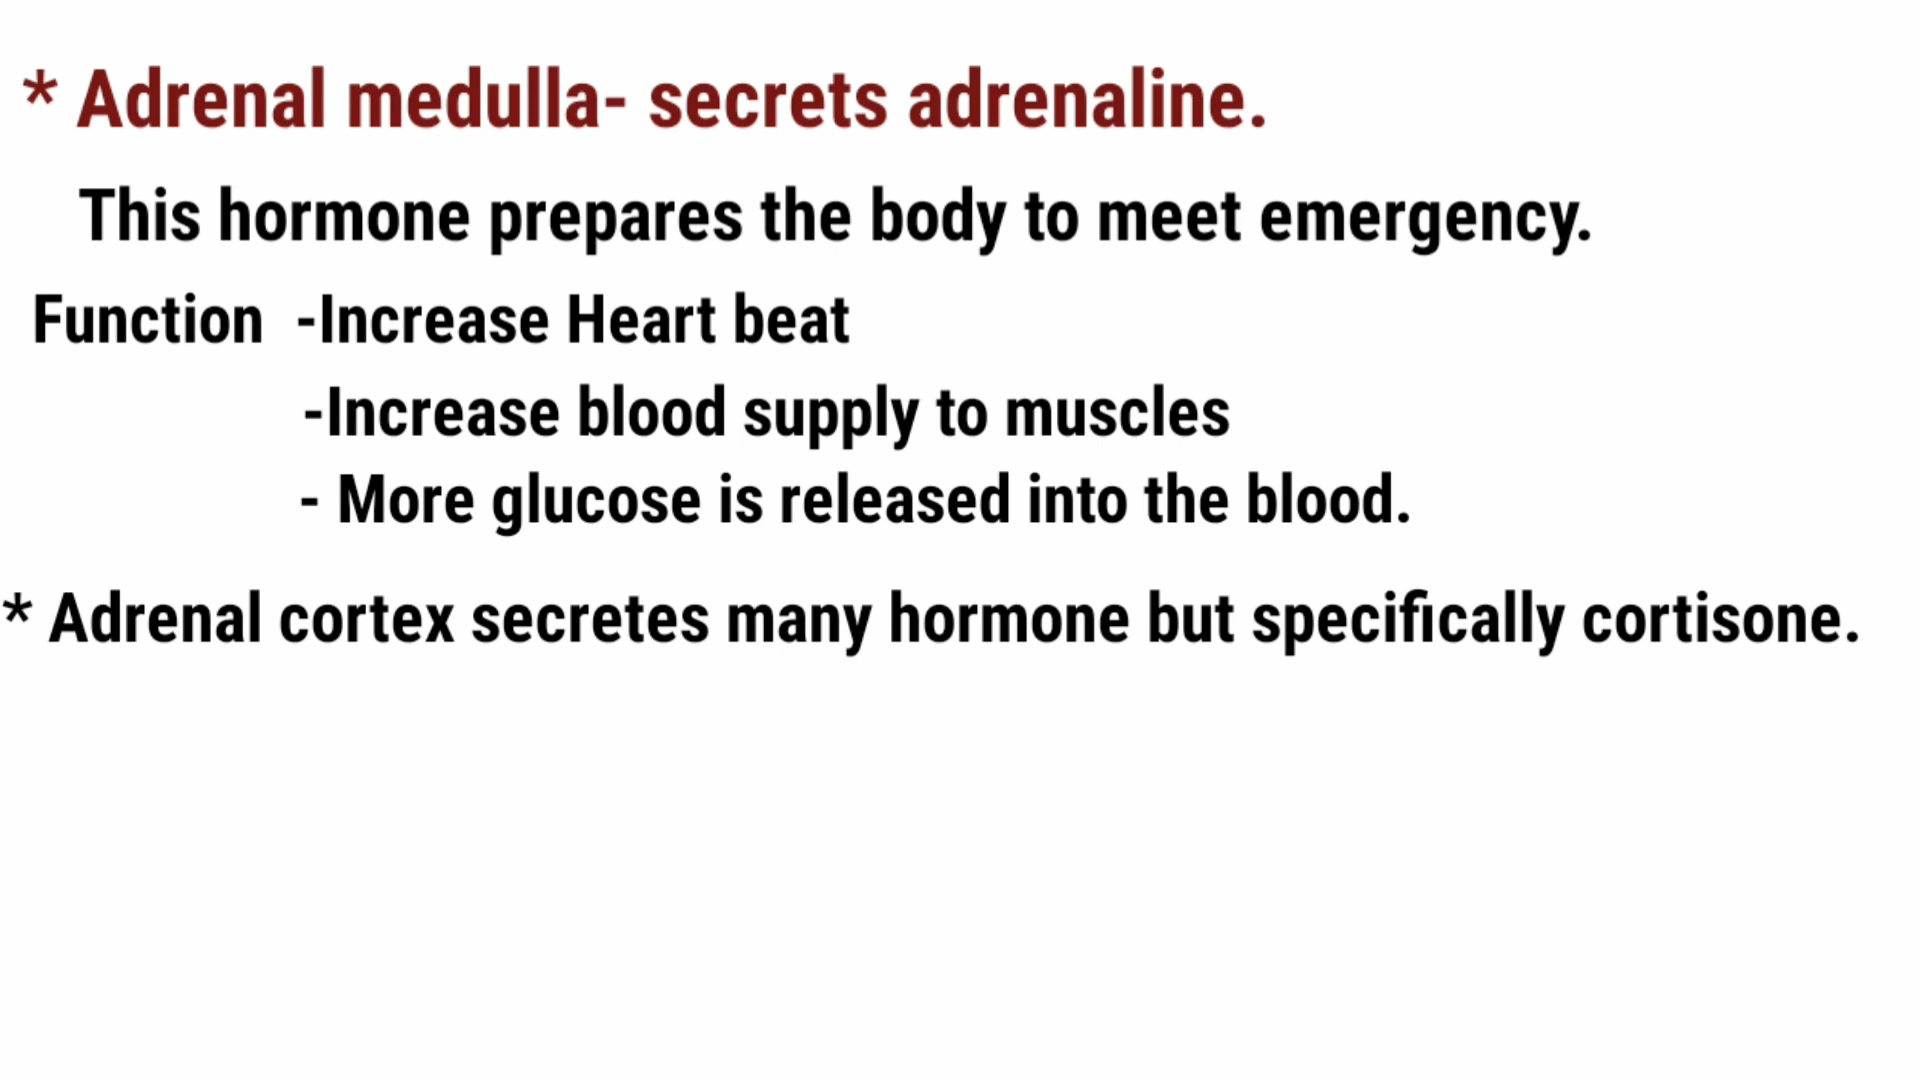 * Adrenal medulla- secrets adrenaline.
This hormone prepares the body to meet emergency.
Function -Increase Heart beat
-Increase blood supply to muscles
- More glucose is released into the blood.
* Adrenal cortex secretes many hormone but specifically cortisone.